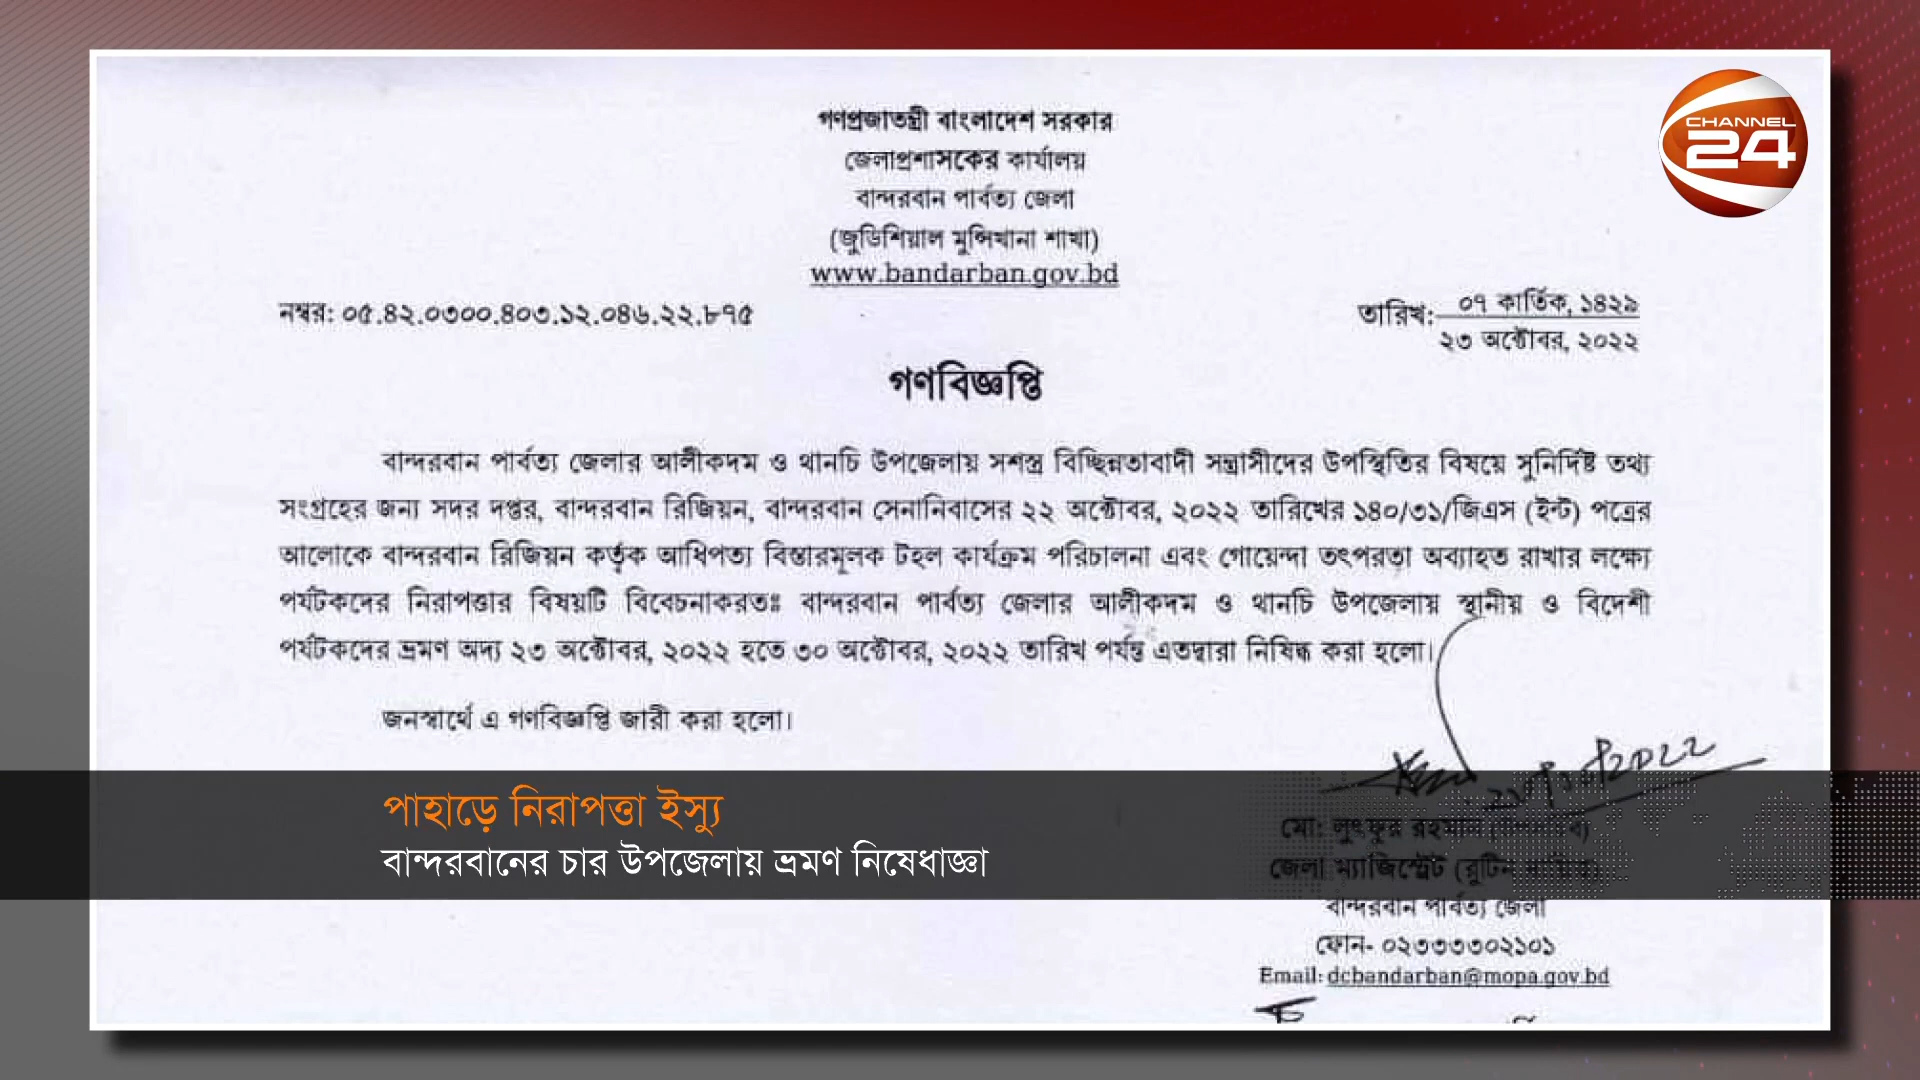 গণপ্রজাতন্ত্রী বাংলাদেশ সরকার
জেলাপ্রশাসকের কার্যালয়
বান্দরবান পার্বত্য জেলা
(জুডিশিয়াল মুন্সিখানা শাখা)
www.bandarban.gov.bd
CHANNEL
24
নম্বর: ০৫.৪২.০৩০০.৪০৩.১২.০৪৬.২২.৮৭৫
তারিখ: ০৭ কার্তিক, ১৪২৯
২৩ অক্টোবর, ২০২২
গণবিজ্ঞপ্তি
বান্দরবান পার্বত্য জেলার আলীকদম ও থানচি উপজেলায় সশস্ত্র বিচ্ছিন্নতাবাদী সন্ত্রাসীদের উপস্থিতির বিষয়ে সুনির্দিষ্ট তথ্য
সংগ্রহের জন্য সদর দপ্তর, বান্দরবান রিজিয়ন, বান্দরবান সেনানিবাসের ২২ অক্টোবর, ২০২২ তারিখের ১৪০/৩১/জিএস (ইন্ট) পত্রের
আলোকে বান্দরবান রিজিয়ন কর্তৃক আধিপত্য বিস্তারমূলক টহল কার্যক্রম পরিচালনা এবং গোয়েন্দা তৎপরতা অব্যাহত রাখার লক্ষ্যে
পর্যটকদের নিরাপত্তার বিষয়টি বিবেচনাকরতঃ বান্দরবান পার্বত্য জেলার আলীকদম ও থানচি উপজেলায় স্থানীয় ও বিদেশী
পর্যটকদের ভ্রমণ অদ্য ২৩ অক্টোবর, ২০২২ হতে ৩০ অক্টোবর, ২০২২ তারিখ পর্যন্ত এতদ্বারা নিষিদ্ধ করা হলো।
জনস্বার্থে এ গণবিজ্ঞপ্তি জারী করা হলো।
পাহাড়ে নিরাপত্তা ইস্যু
বান্দরবানের চার উপজেলায় ভ্রমণ নিষেধাজ্ঞা
মো: লুৎফুর রহমান
জেলা ম্যাজিস্ট্রেট (রুটিন
বান্দরবান পার্বত্য জেলা
ফোন- ০২৩৩৩৩০২১০১
Email: dcbandarban@mopa.gov.bd